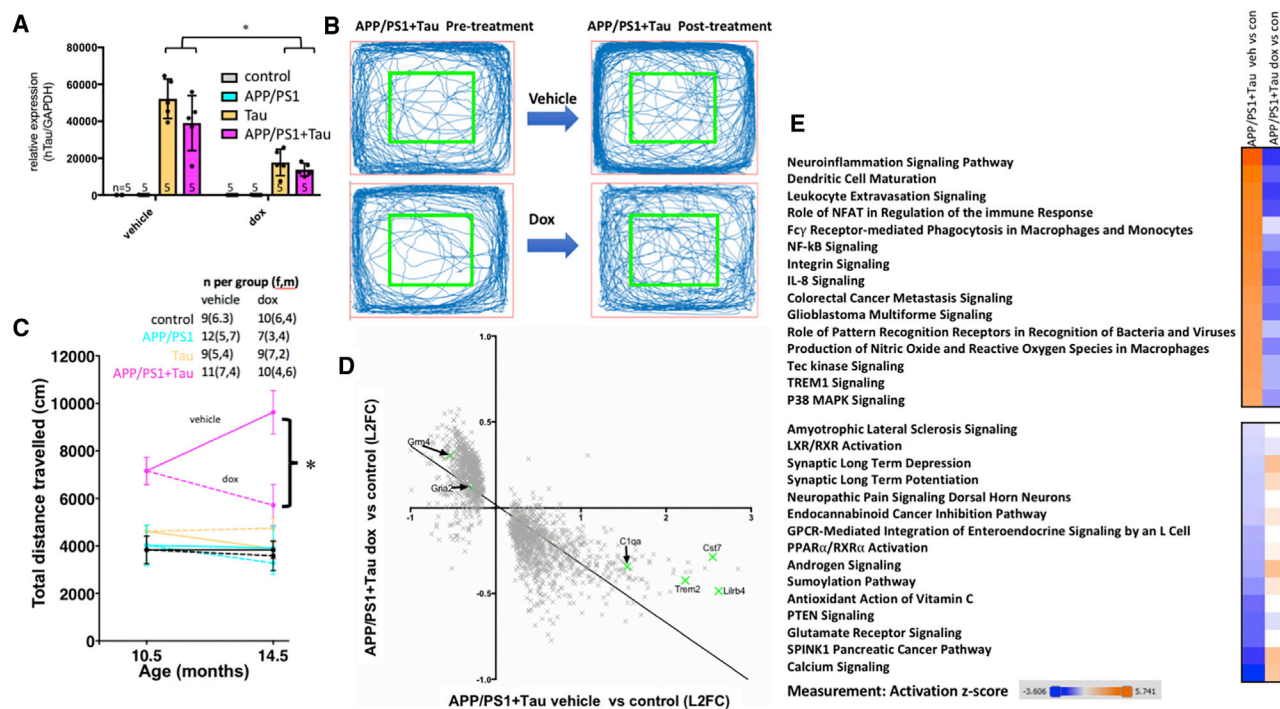 A
*
80000
60000
40000
20000
0
relative expression
(hTau/GAPDH)
control
APP/PS1
Tau
APP/PS1+Tau
n=5 5 5 5 5 5 5 5
vehicle
dox
B
APP/PS1+Tau Pre-treatment
APP/PS1+Tau Post-treatment
Vehicle
Dox
C
n per group (f,m)
vehicle dox
control 9(6.3) 10(6,4)
APP/PS1 12(5,7) 7(3,4)
Tau 9(5,4) 9(7,2)
APP/PS1+Tau 11(7,4) 10(4,6)
12000
10000
8000
6000
4000
2000
0
Total distance travelled (cm)
vehicle
dox
*
10.5 14.5
Age (months)
D
1.0
0.5
-1 1 2 3
-0.5
-1.0
Grm4
Gria2
C1qa
Cst7
Trem2
Lilrb4
APP/PS1+Tau dox vs control (L2FC)
APP/PS1+Tau vehicle vs control (L2FC)
E
APP/PS1+Tau veh vs con
APP/PS1+Tau dox vs con
Neuroinflammation Signaling Pathway
Dendritic Cell Maturation
Leukocyte Extravasation Signaling
Role of NFAT in Regulation of the immune Response
Fcγ Receptor-mediated Phagocytosis in Macrophages and Monocytes
NF-kB Signaling
Integrin Signaling
IL-8 Signaling
Colorectal Cancer Metastasis Signaling
Glioblastoma Multiforme Signaling
Role of Pattern Recognition Receptors in Recognition of Bacteria and Viruses
Production of Nitric Oxide and Reactive Oxygen Species in Macrophages
Tec kinase Signaling
TREM1 Signaling
P38 MAPK Signaling
Amyotrophic Lateral Sclerosis Signaling
LXR/RXR Activation
Synaptic Long Term Depression
Synaptic Long Term Potentiation
Neuropathic Pain Signaling Dorsal Horn Neurons
Endocannabinoid Cancer Inhibition Pathway
GPCR-Mediated Integration of Enteroendocrine Signaling by an L Cell
PPARα/RXRα Activation
Androgen Signaling
Sumoylation Pathway
Antioxidant Action of Vitamin C
PTEN Signaling
Glutamate Receptor Signaling
SPINK1 Pancreatic Cancer Pathway
Calcium Signaling
Measurement: Activation z-score
-3.606 5.741